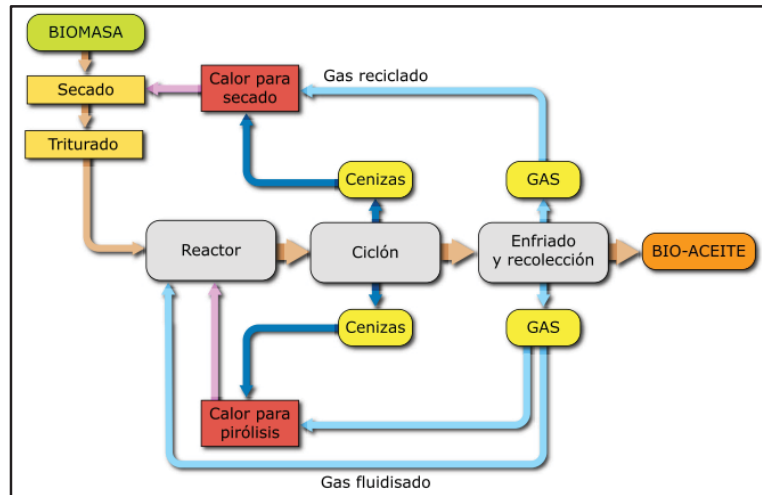 BIOMASA
Secado
Triturado
Calor para
secado
Gas reciclado
Cenizas
GAS
Reactor
Ciclón
Enfriado
y recolección
BIO-ACEITE
Cenizas
GAS
Calor para
pirólisis
Gas fluidisado